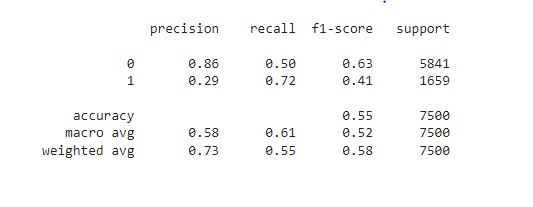 precision recall f1-score support
0 0.86 0.50 0.63 5841
1 0.29 0.72 0.41 1659
accuracy 0.55 7500
macro avg 0.58 0.61 0.52 7500
weighted avg 0.73 0.55 0.58 7500